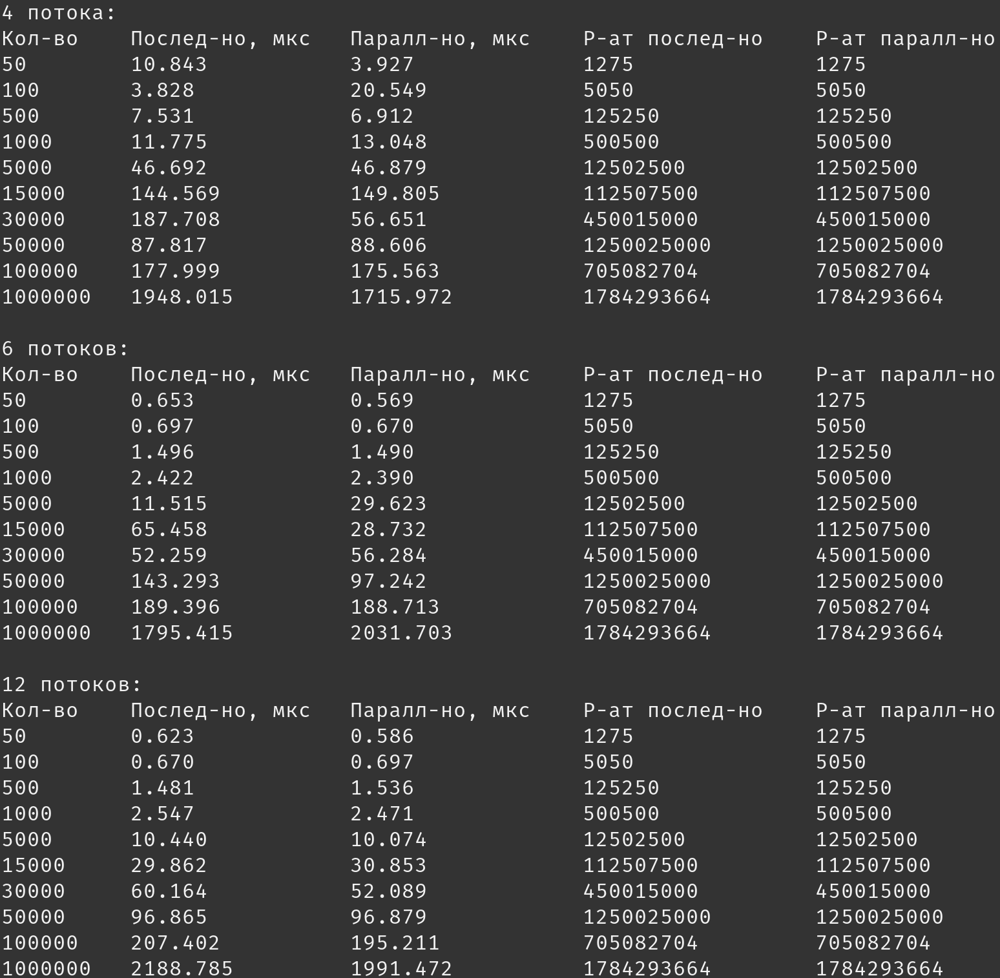 4 потока:
Кол-во Послед-но, мкс Паралл-но, мкс Р-ат послед-но Р-ат паралл-но
50 10.843 3.927 1275 1275
100 3.828 20.549 5050 5050
500 7.531 6.912 125250 125250
1000 11.775 13.048 500500 500500
5000 46.692 46.879 12502500 12502500
15000 144.569 149.805 112507500 112507500
30000 187.708 56.651 450015000 450015000
50000 87.817 88.606 1250025000 1250025000
100000 177.999 175.563 705082704 705082704
1000000 1948.015 1715.972 1784293664 1784293664
6 потоков:
Кол-во Послед-но, мкс Паралл-но, мкс Р-ат послед-но Р-ат паралл-но
50 0.653 0.569 1275 1275
100 0.697 0.670 5050 5050
500 1.496 1.490 125250 125250
1000 2.422 2.390 500500 500500
5000 11.515 29.623 12502500 12502500
15000 65.458 28.732 112507500 112507500
30000 52.259 56.284 450015000 450015000
50000 143.293 97.242 1250025000 1250025000
100000 189.396 188.713 705082704 705082704
1000000 1795.415 2031.703 1784293664 1784293664
12 потоков:
Кол-во Послед-но, мкс Паралл-но, мкс Р-ат послед-но Р-ат паралл-но
50 0.623 0.586 1275 1275
100 0.670 0.697 5050 5050
500 1.481 1.536 125250 125250
1000 2.547 2.471 500500 500500
5000 10.440 10.074 12502500 12502500
15000 29.862 30.853 112507500 112507500
30000 60.164 52.089 450015000 450015000
50000 96.865 96.879 1250025000 1250025000
100000 207.402 195.211 705082704 705082704
1000000 2188.785 1991.472 1784293664 1784293664